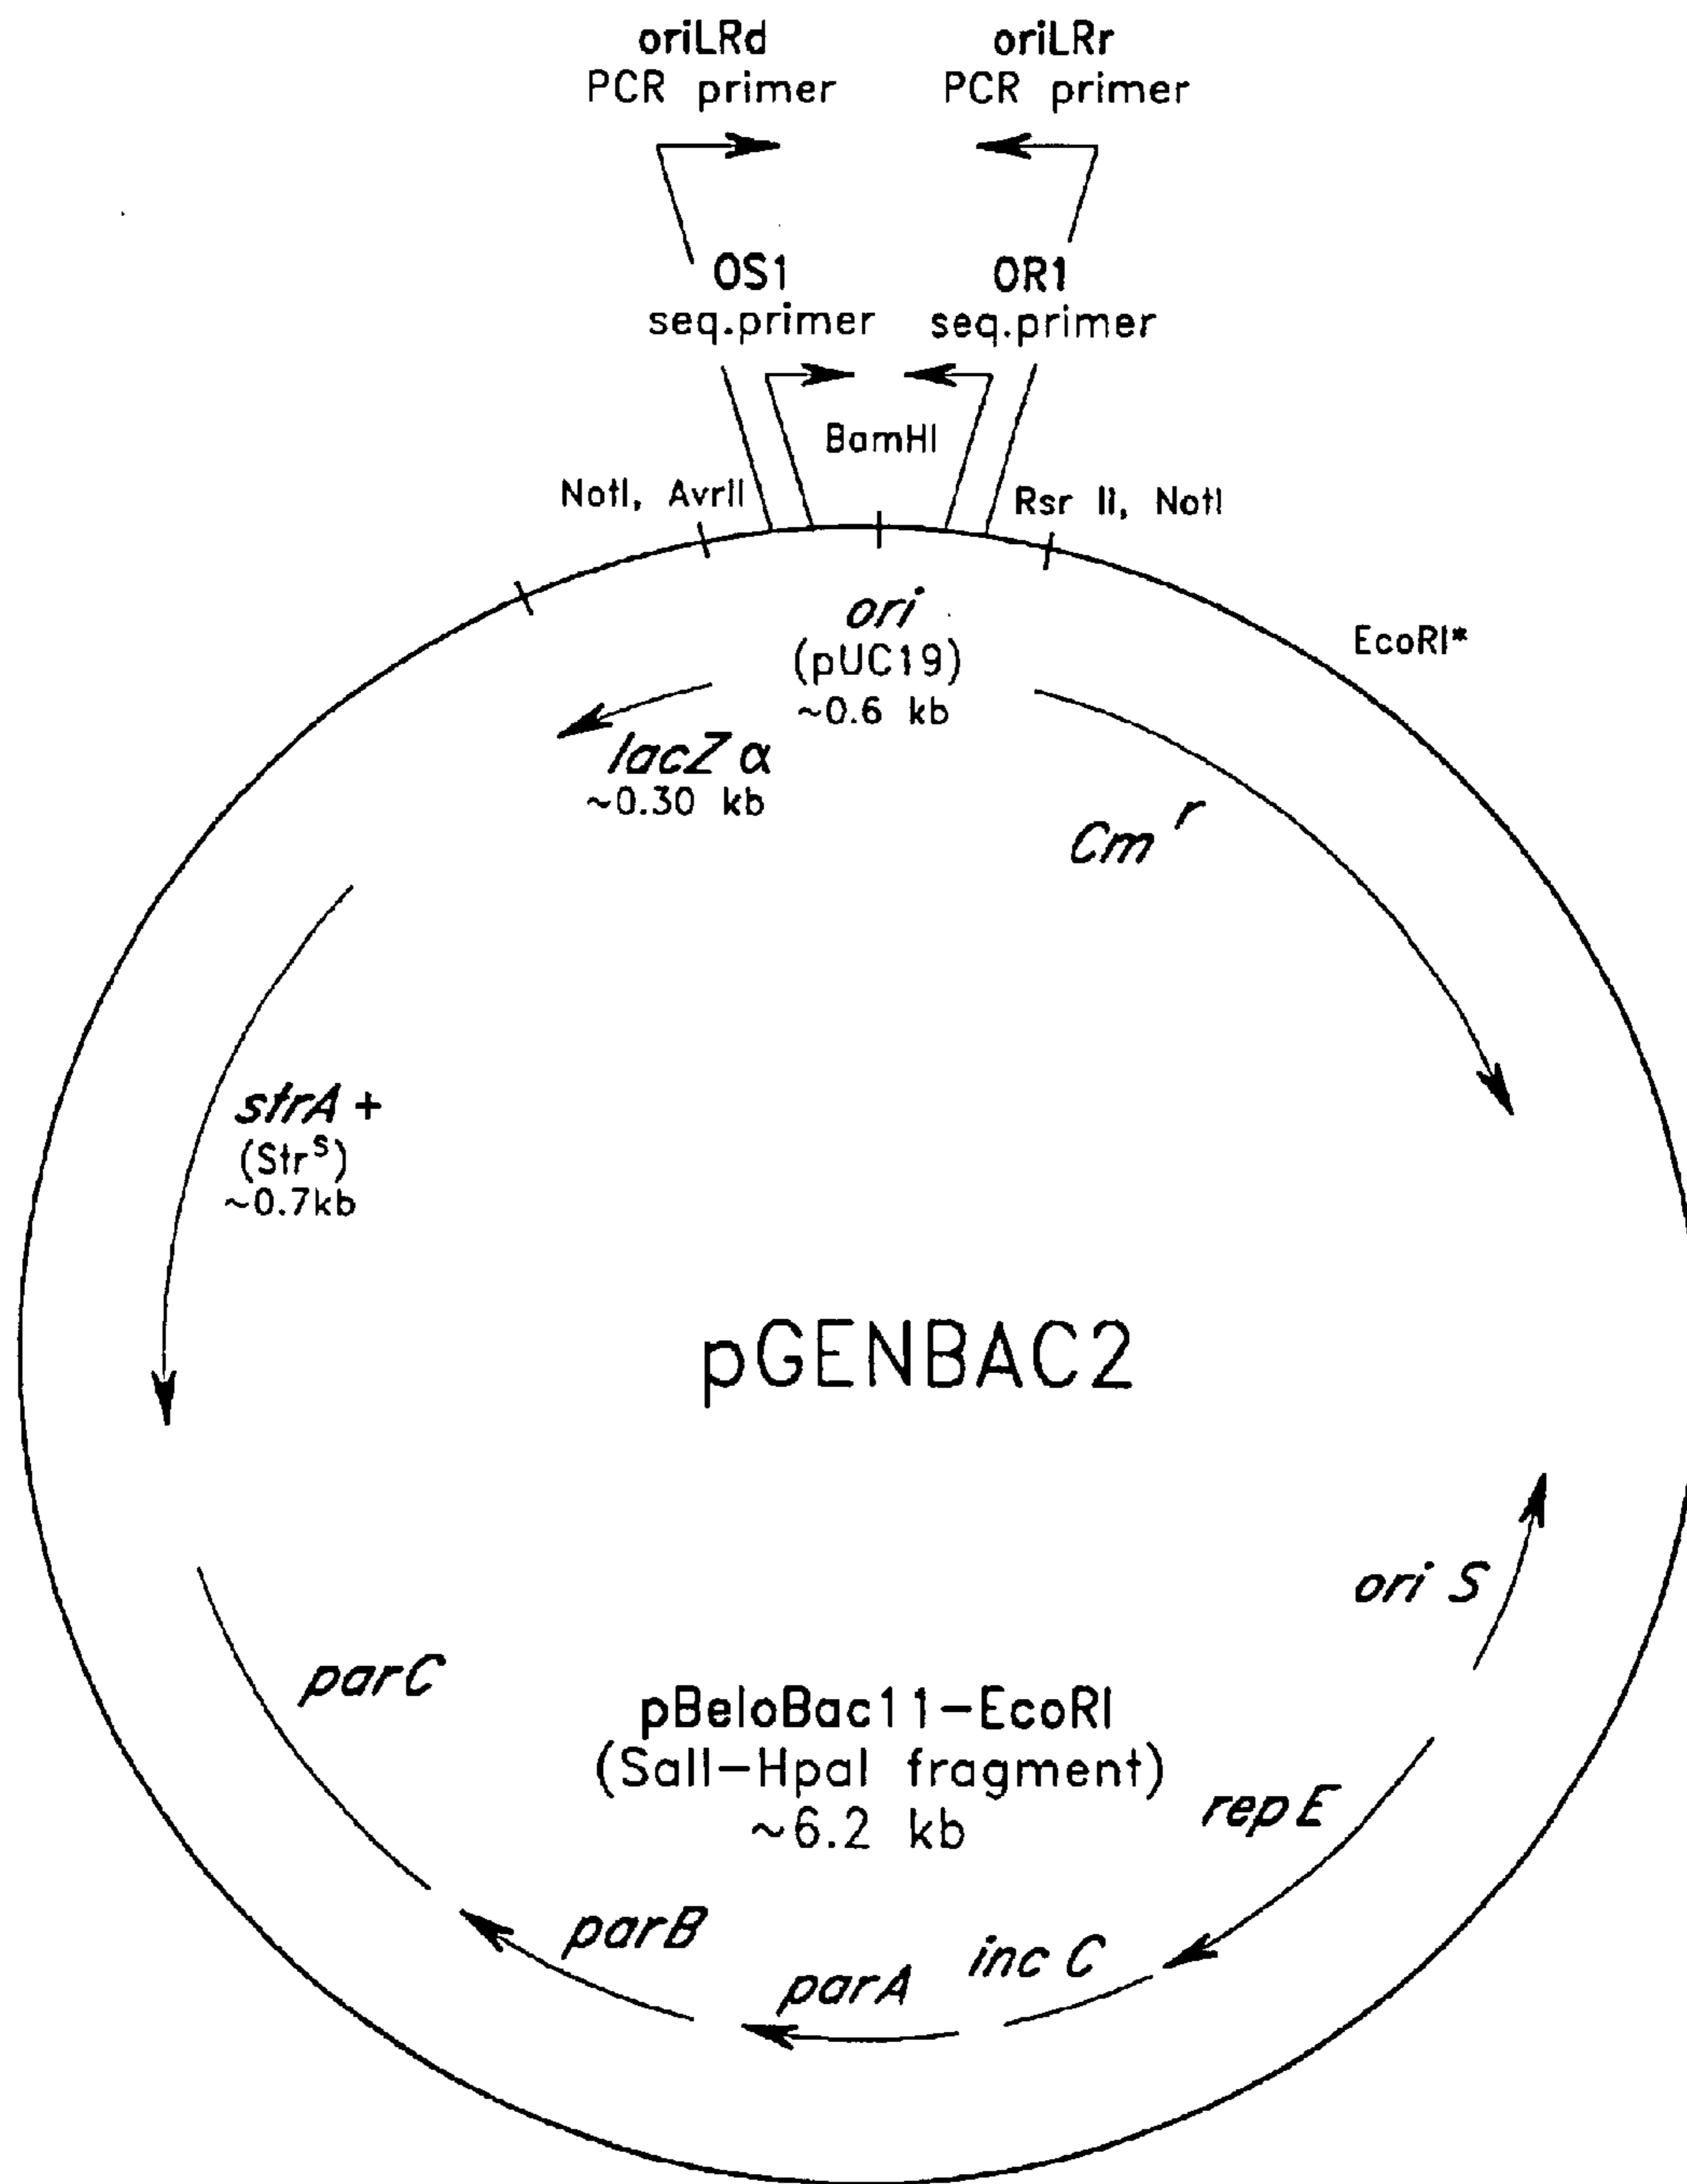 oriLRd
PCR primer
oriLRr
PCR primer
OS1
seq.primer
OR1
seq.primer
BamHI
NotI, AvrII
Rsr II, NotI
EcoRI*
ori
(pUC19)
~0.6 kb
lacZ α
~0.30 kb
Cm r
strA +
(Str S)
~0.7kb
pGENBAC2
ori S
parC
pBeloBac11-EcoRI
(SalI-HpaI fragment)
~6.2 kb
rep E
parB
inc C
parA